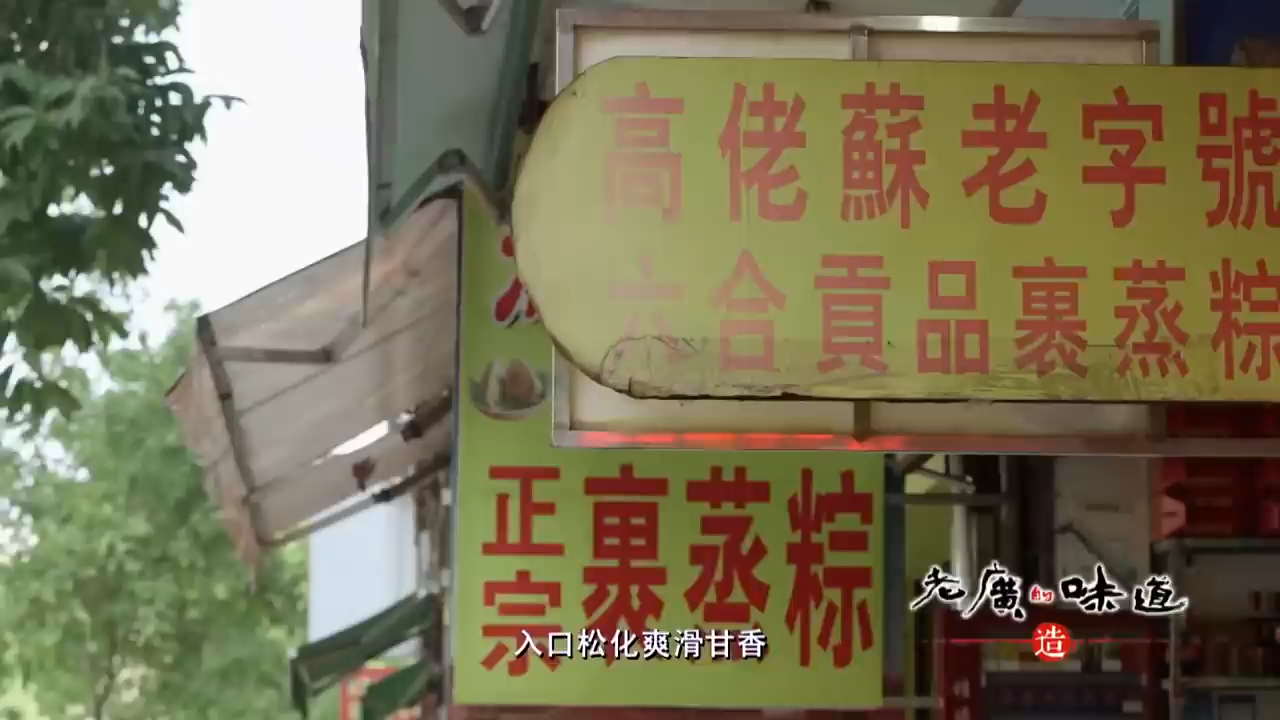 高佬蘇老字號
六合貢品裹蒸粽
正宗
裹蒸粽
老廣的味道
造
入口松化爽滑甘香